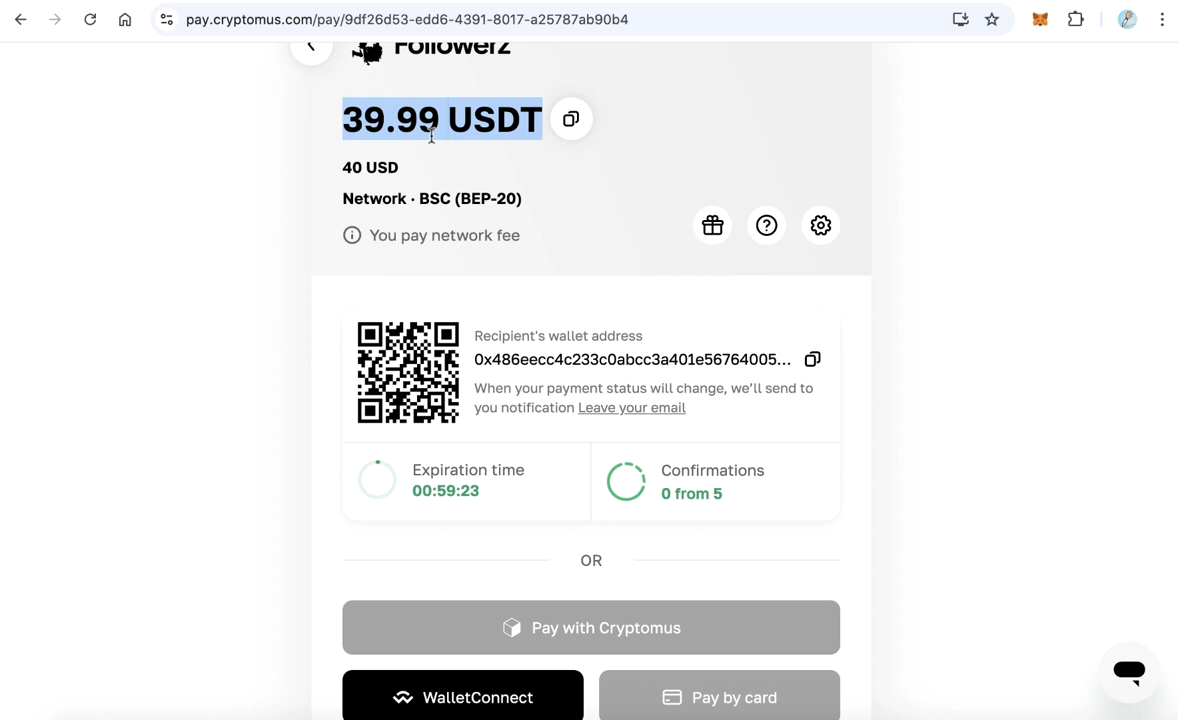 pay.cryptomus.com/pay/9df26d53-edd6-4391-8017-a25787ab90b4
Followerz
39.99 USDT
40 USD
Network · BSC (BEP-20)
You pay network fee
Recipient's wallet address
0x486eecc4c233c0abcc3a401e56764005...
When your payment status will change, we'll send to
you notification Leave your email
Expiration time
00:59:23
Confirmations
0 from 5
OR
Pay with Cryptomus
WalletConnect
Pay by card